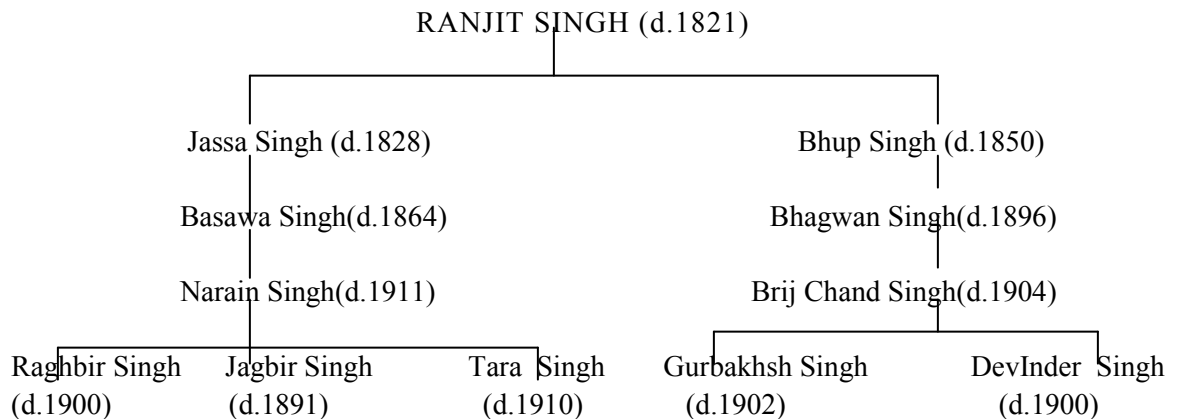 RANJIT SINGH (d.1821)
Jassa Singh (d.1828) Bhup Singh (d.1850)
Basawa Singh(d.1864) Bhagwan Singh(d.1896)
Narain Singh(d.1911) Brij Chand Singh(d.1904)
Raghbir Singh Jagbir Singh Tara Singh Gurbakhsh Singh DevInder Singh
(d.1900) (d.1891) (d.1910) (d.1902) (d.1900)